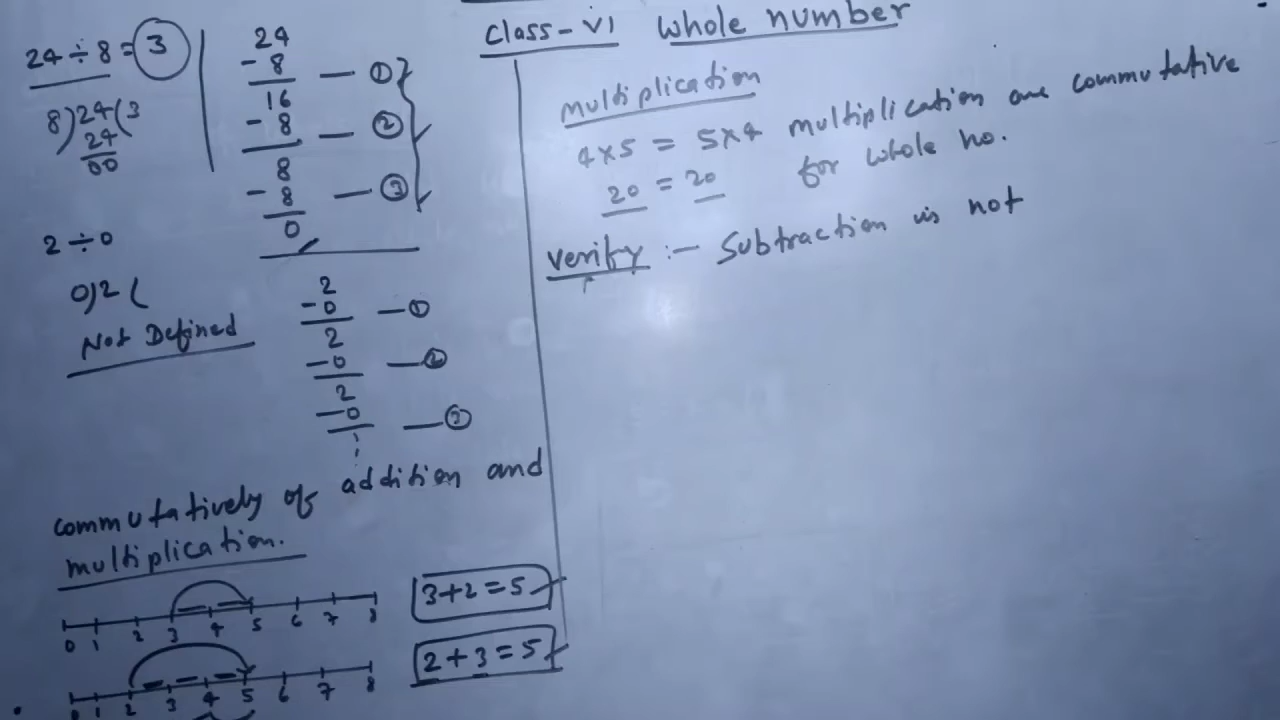 class-vi Whole number
24 ÷ 8 = 3
8)24(3
24
00
24
- 8 — ①
16
- 8 — ②
8
- 8 — ③
0
2 ÷ 0
0)2(
Not Defined
2
- 0 — ①
2
- 0 — ②
2
- 0 — ③
commutatively of addition and
multiplication.
0 1 2 3 4 5 6 7 8
3+2=5
0 1 2 3 4 5 6 7 8
2+3=5
multiplication
4×5 = 5×4 multiplication are commutative
20 = 20 for whole no.
verify :- Subtraction is not